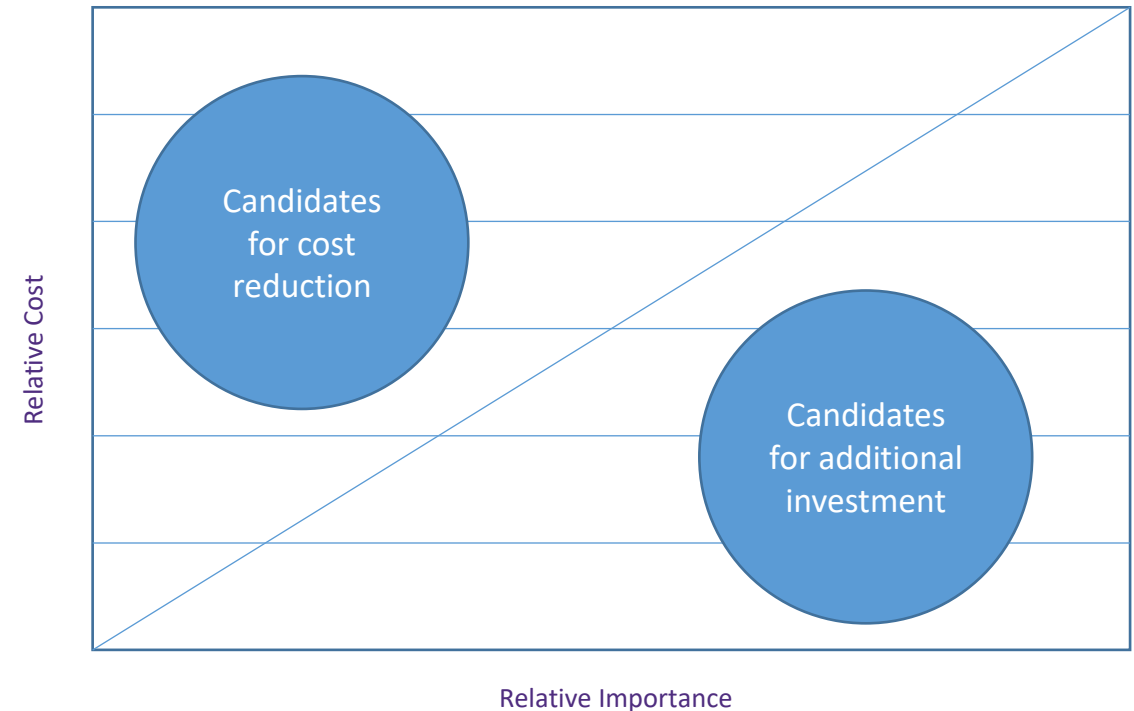 Candidates
for cost
reduction
Relative Cost
Candidates
for additional
investment
Relative Importance